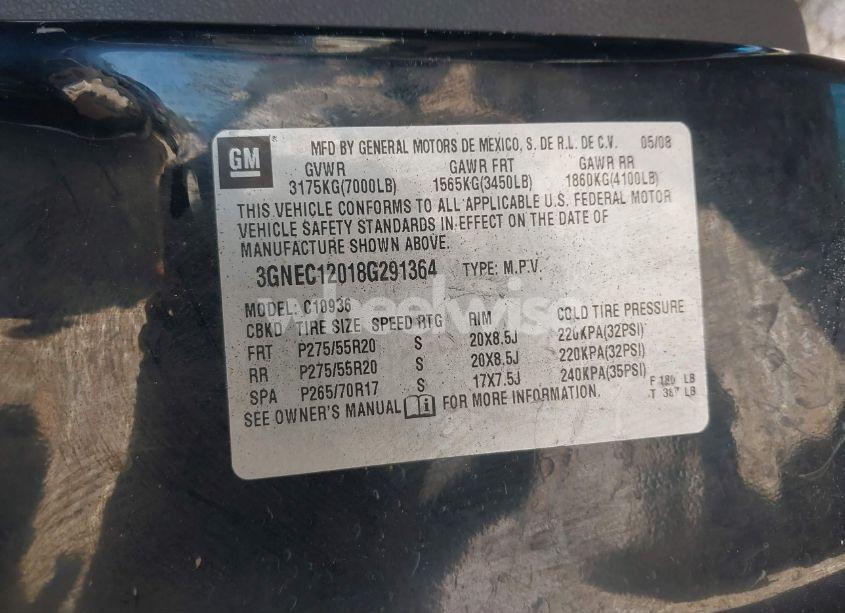 GM
MFD BY GENERAL MOTORS DE MEXICO, S. DE R.L. DE C.V. 05/08
GVWR GAWR FRT GAWR RR
3175KG(7000LB) 1565KG(3450LB) 1860KG(4100LB)
THIS VEHICLE CONFORMS TO ALL APPLICABLE U.S. FEDERAL MOTOR
VEHICLE SAFETY STANDARDS IN EFFECT ON THE DATE OF
MANUFACTURE SHOWN ABOVE.
3GNEC12018G291364 TYPE: M.P.V.
MODEL: C10936
CBKD TIRE SIZE SPEED RTG RIM COLD TIRE PRESSURE
FRT P275/55R20 S 20X8.5J 220KPA(32PSI)
RR P275/55R20 S 20X8.5J 220KPA(32PSI)
SPA P265/70R17 S 17X7.5J 240KPA(35PSI)
SEE OWNER'S MANUAL FOR MORE INFORMATION.
F LB
T LB